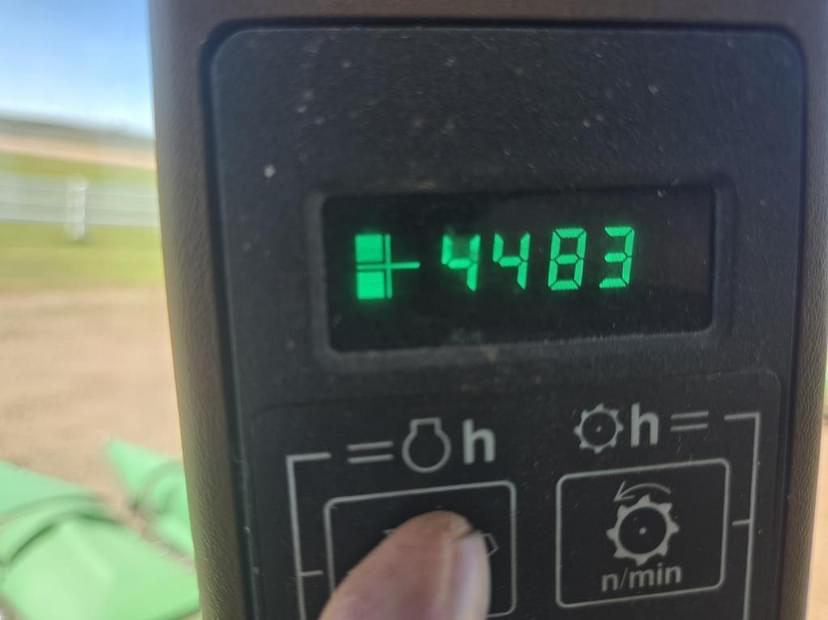 4483
= h h =
n/min